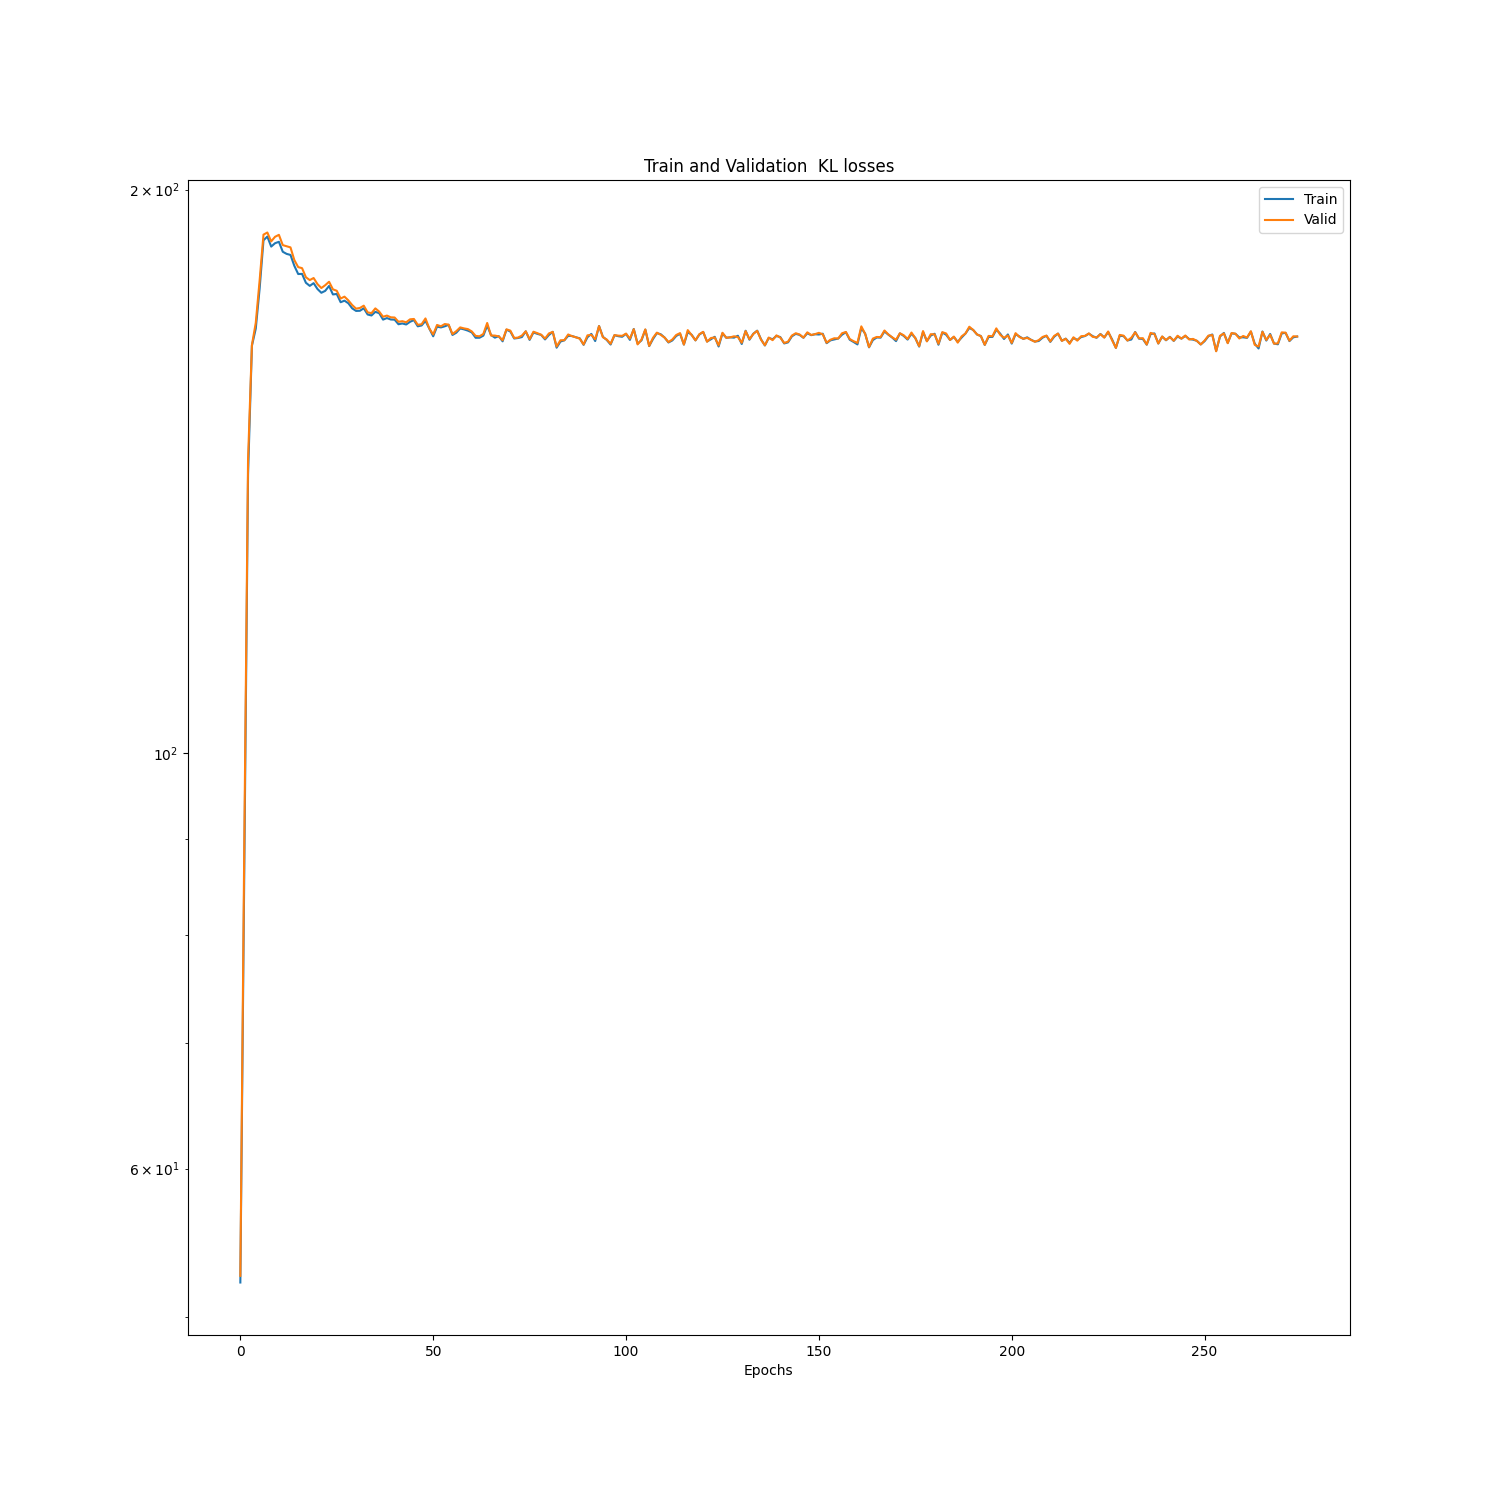 Train and Validation  KL losses
2 × 10²
Train
Valid
10²
6 × 10¹
0 50 100 150 200 250
Epochs